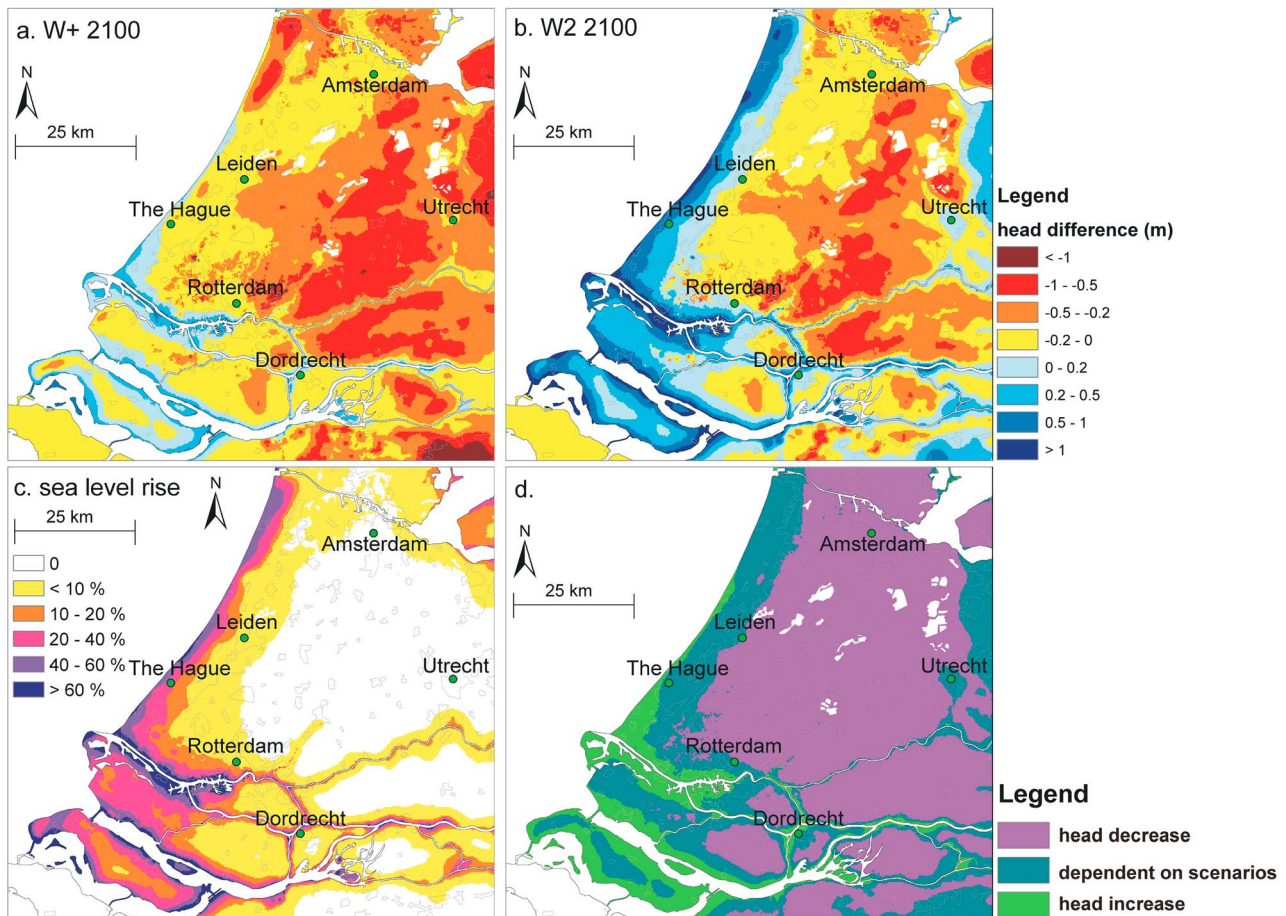 a. W+ 2100
N
25 km
Amsterdam
Leiden
The Hague
Utrecht
Rotterdam
Dordrecht
b. W2 2100
N
25 km
Amsterdam
Leiden
The Hague
Utrecht
Rotterdam
Dordrecht
Legend
head difference (m)
< -1
-1 - -0.5
-0.5 - -0.2
-0.2 - 0
0 - 0.2
0.2 - 0.5
0.5 - 1
> 1
c. sea level rise
N
25 km
0
< 10 %
10 - 20 %
20 - 40 %
40 - 60 %
> 60 %
Amsterdam
Leiden
The Hague
Utrecht
Rotterdam
Dordrecht
d.
N
25 km
Amsterdam
Leiden
The Hague
Utrecht
Rotterdam
Dordrecht
Legend
head decrease
dependent on scenarios
head increase